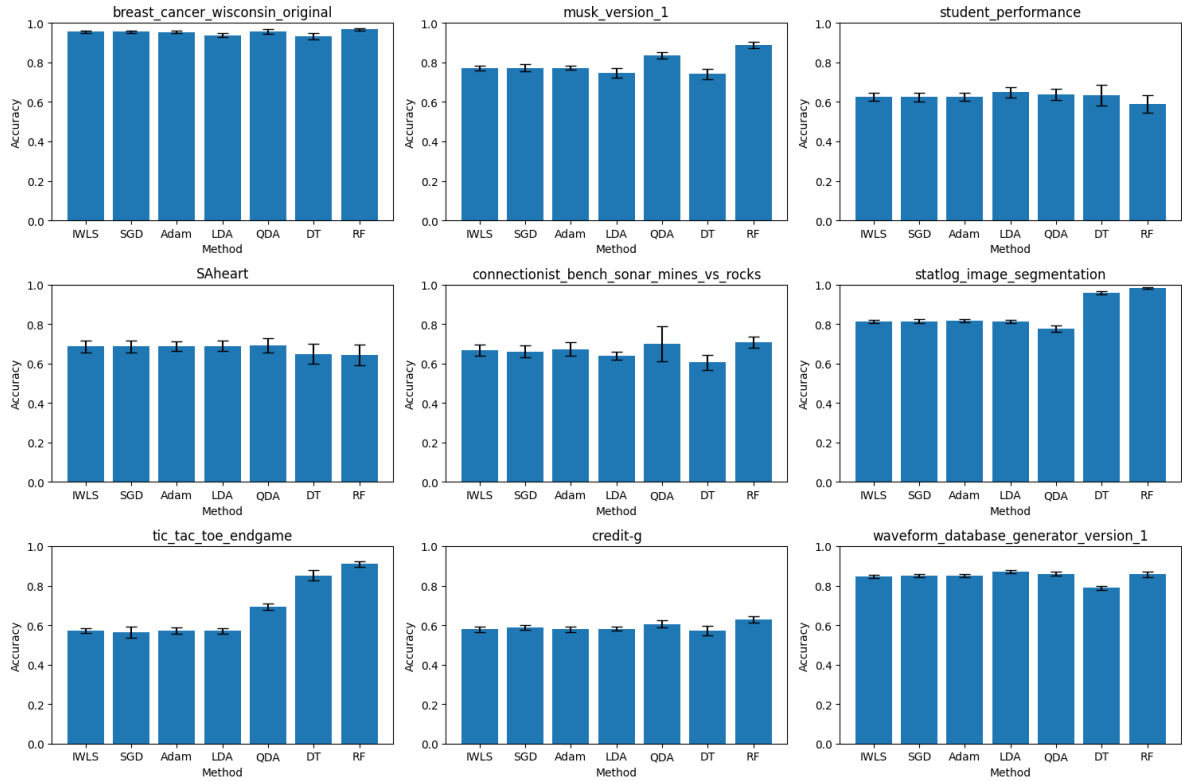 breast_cancer_wisconsin_original
Accuracy
1.0
0.8
0.6
0.4
0.2
0.0
IWLS SGD Adam LDA QDA DT RF
Method
musk_version_1
Accuracy
1.0
0.8
0.6
0.4
0.2
0.0
IWLS SGD Adam LDA QDA DT RF
Method
student_performance
Accuracy
1.0
0.8
0.6
0.4
0.2
0.0
IWLS SGD Adam LDA QDA DT RF
Method
SAheart
Accuracy
1.0
0.8
0.6
0.4
0.2
0.0
IWLS SGD Adam LDA QDA DT RF
Method
connectionist_bench_sonar_mines_vs_rocks
Accuracy
1.0
0.8
0.6
0.4
0.2
0.0
IWLS SGD Adam LDA QDA DT RF
Method
statlog_image_segmentation
Accuracy
1.0
0.8
0.6
0.4
0.2
0.0
IWLS SGD Adam LDA QDA DT RF
Method
tic_tac_toe_endgame
Accuracy
1.0
0.8
0.6
0.4
0.2
0.0
IWLS SGD Adam LDA QDA DT RF
Method
credit-g
Accuracy
1.0
0.8
0.6
0.4
0.2
0.0
IWLS SGD Adam LDA QDA DT RF
Method
waveform_database_generator_version_1
Accuracy
1.0
0.8
0.6
0.4
0.2
0.0
IWLS SGD Adam LDA QDA DT RF
Method